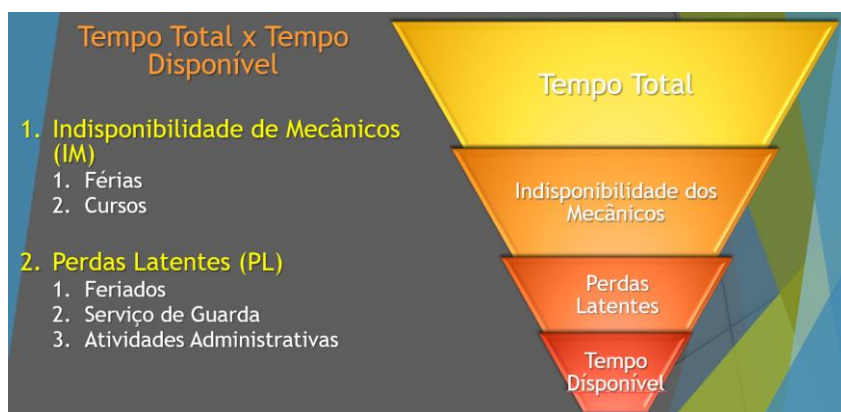 Tempo Total x Tempo
Disponível
1. Indisponibilidade de Mecânicos
(IM)
1. Férias
2. Cursos
2. Perdas Latentes (PL)
1. Feriados
2. Serviço de Guarda
3. Atividades Administrativas
Tempo Total
Indisponibilidade dos
Mecânicos
Perdas
Latentes
Tempo
Disponível